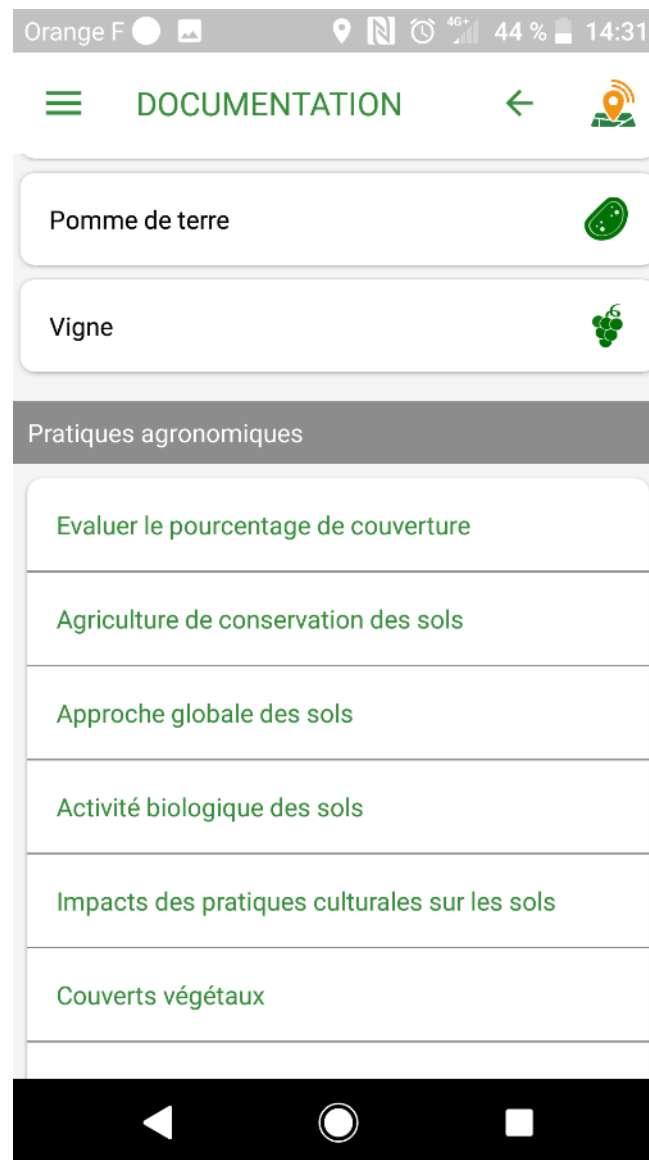 Orange F 4G+ 44 % 14:31
DOCUMENTATION
Pomme de terre
Vigne
Pratiques agronomiques
Evaluer le pourcentage de couverture
Agriculture de conservation des sols
Approche globale des sols
Activité biologique des sols
Impacts des pratiques culturales sur les sols
Couverts végétaux